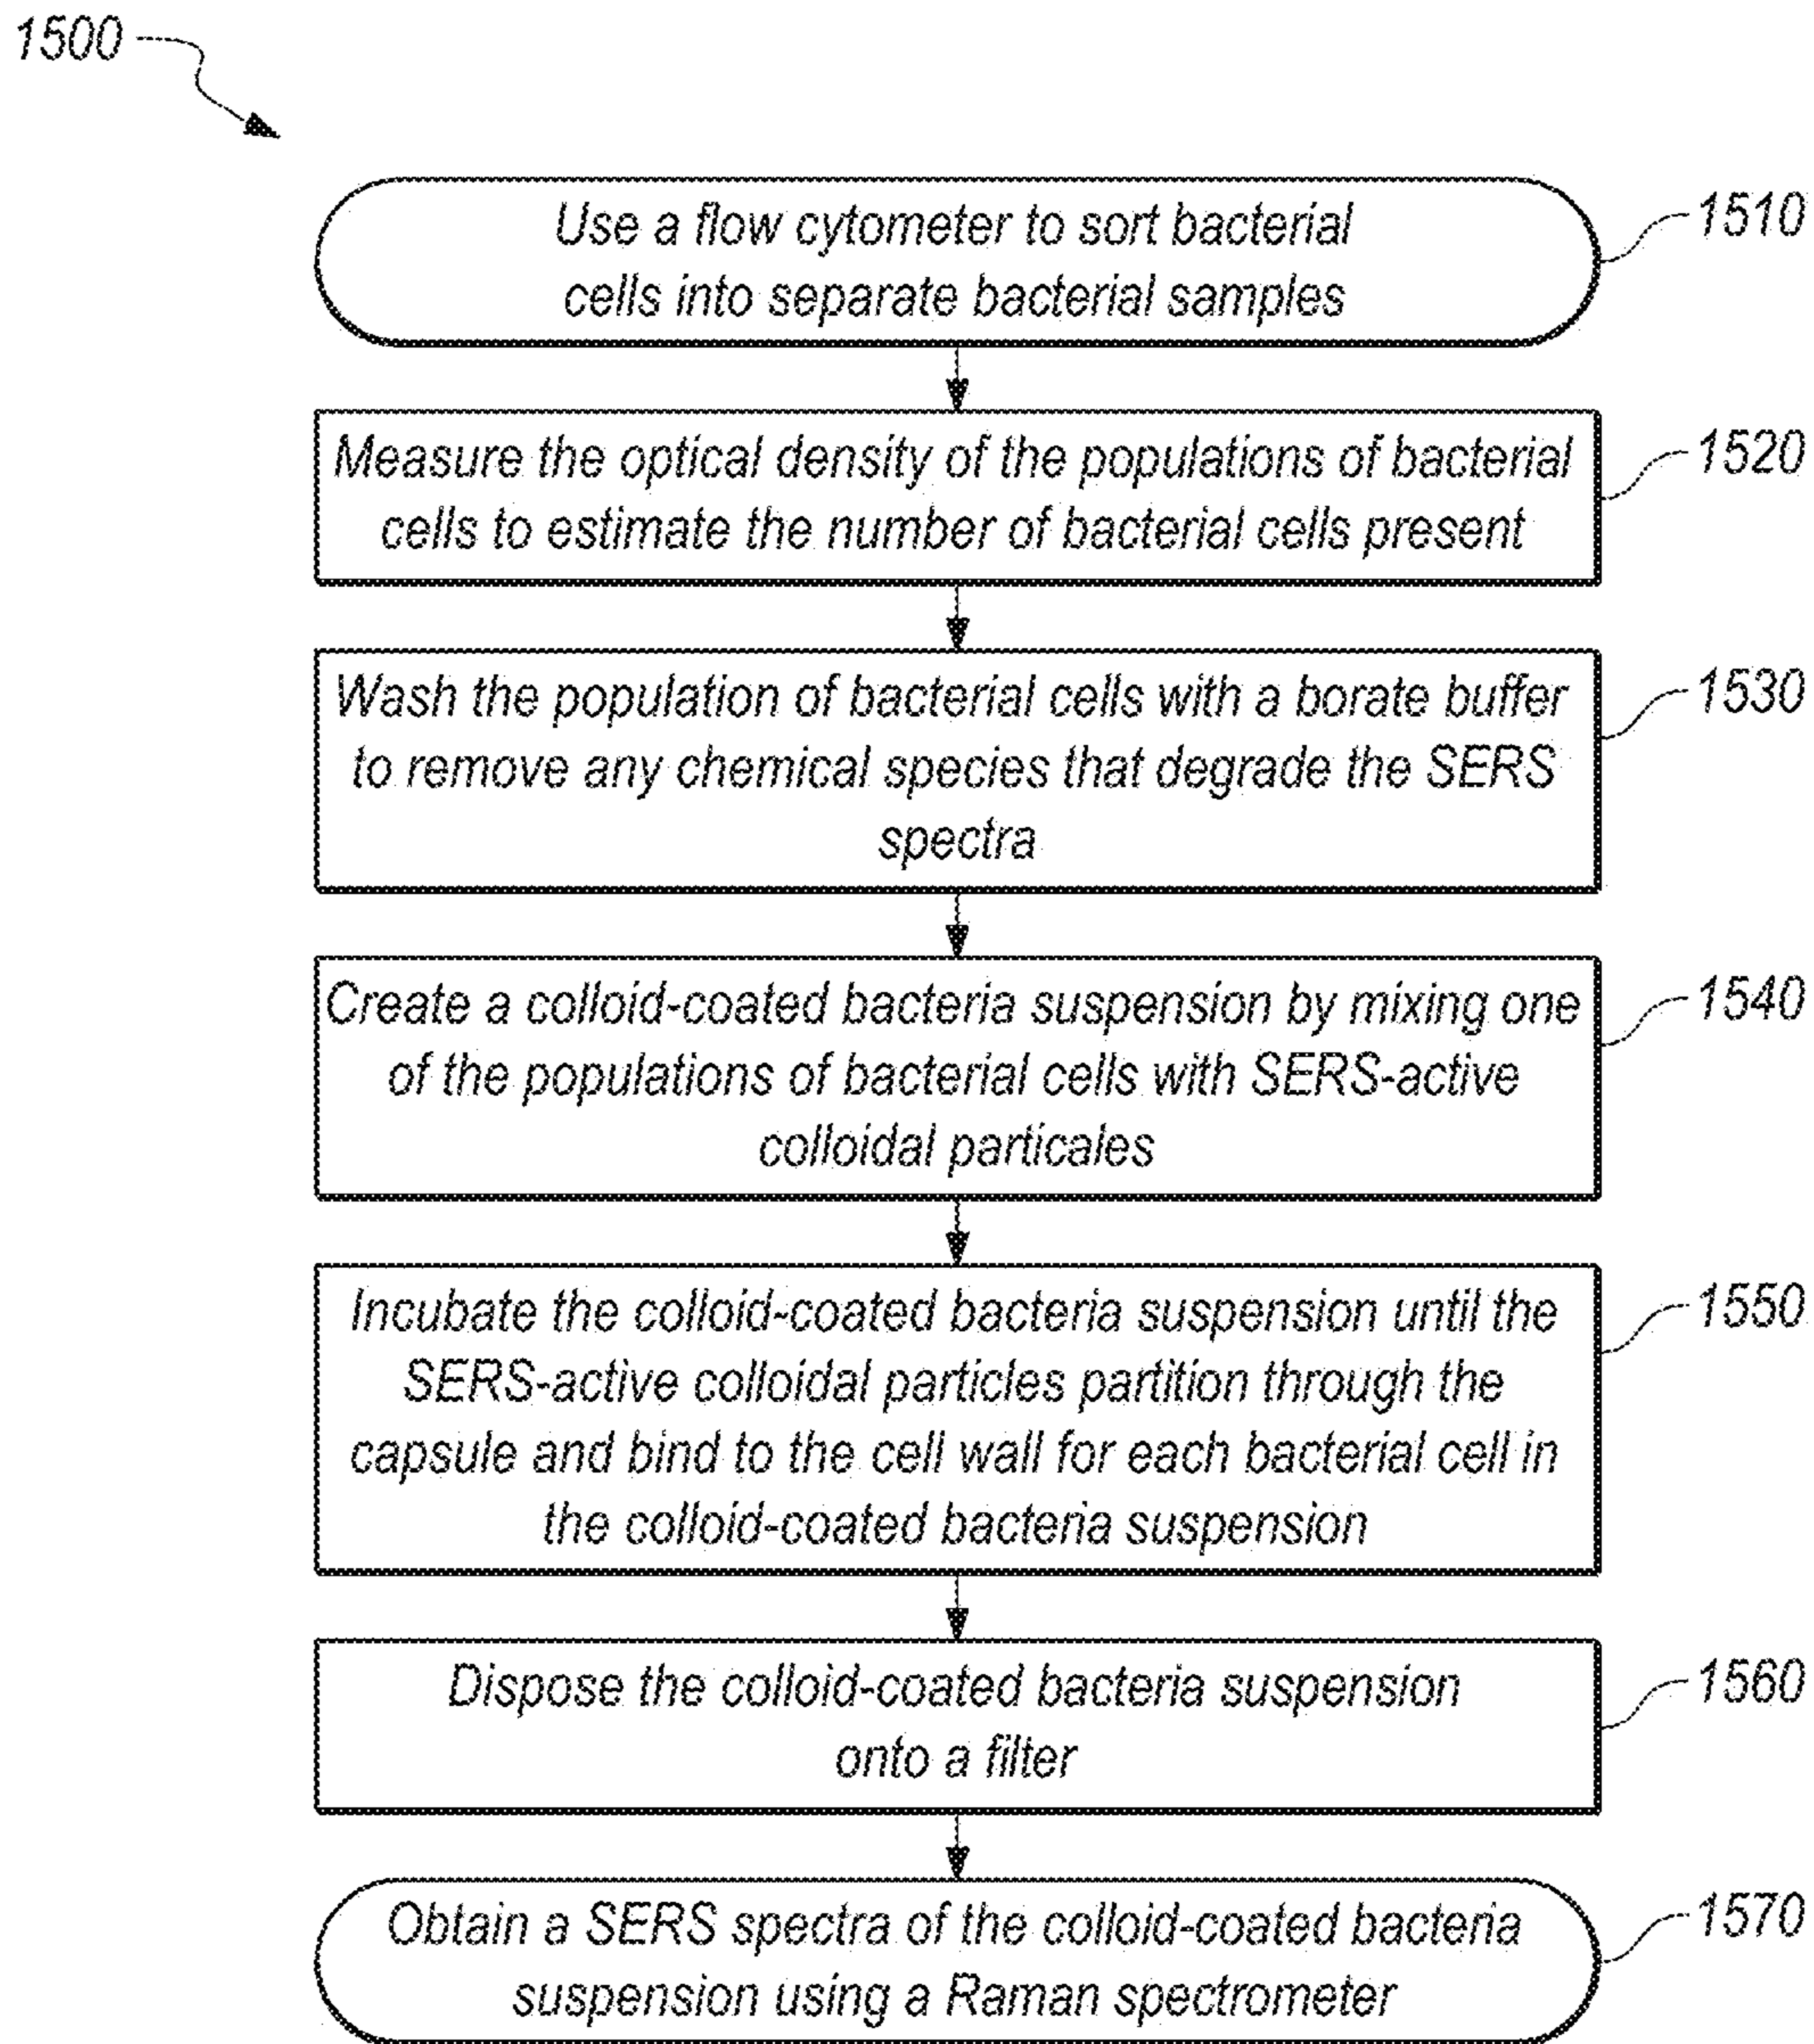 1500
Use a flow cytometer to sort bacterial
cells into separate bacterial samples
1510
Measure the optical density of the populations of bacterial
cells to estimate the number of bacterial cells present
1520
Wash the population of bacterial cells with a borate buffer
to remove any chemical species that degrade the SERS
spectra
1530
Create a colloid-coated bacteria suspension by mixing one
of the populations of bacterial cells with SERS-active
colloidal particales
1540
Incubate the colloid-coated bacteria suspension until the
SERS-active colloidal particles partition through the
capsule and bind to the cell wall for each bacterial cell in
the colloid-coated bacteria suspension
1550
Dispose the colloid-coated bacteria suspension
onto a filter
1560
Obtain a SERS spectra of the colloid-coated bacteria
suspension using a Raman spectrometer
1570